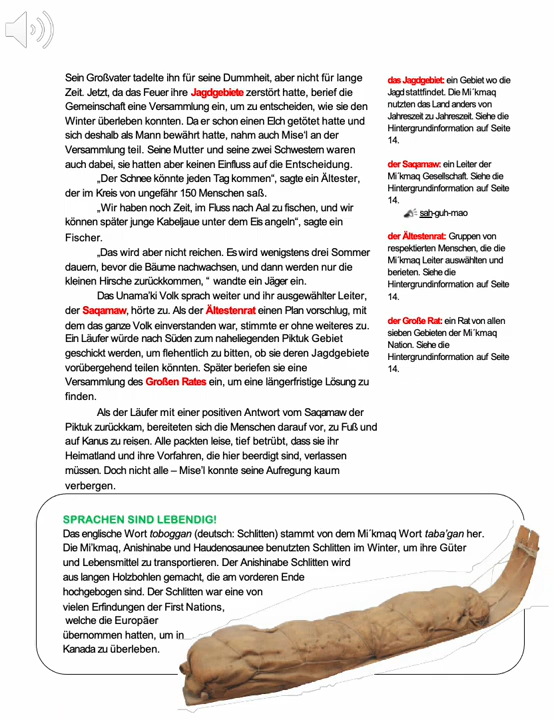 Sein Großvater tadelte ihn für seine Dummheit, aber nicht für lange
Zeit. Jetzt, da das Feuer ihre Jagdgebiete zerstört hatte, berief die
Gemeinschaft eine Versammlung ein, um zu entscheiden, wie sie den
Winter überleben konnten. Da er schon einen Elch getötet hatte und
sich deshalb als Mann bewährt hatte, nahm auch Mise'l an der
Versammlung teil. Seine Mutter und seine zwei Schwestern waren
auch dabei, sie hatten aber keinen Einfluss auf die Entscheidung.
„Der Schnee könnte jeden Tag kommen“, sagte ein Ältester,
der im Kreis von ungefähr 150 Menschen saß.
„Wir haben noch Zeit, im Fluss nach Aal zu fischen, und wir
können später junge Kabeljaue unter dem Eis angeln“, sagte ein
Fischer.
„Das wird aber nicht reichen. Es wird wenigstens drei Sommer
dauern, bevor die Bäume nachwachsen, und dann werden nur die
kleinen Hirsche zurückkommen, “ wandte ein Jäger ein.
Das Unama'ki Volk sprach weiter und ihr ausgewählter Leiter,
der Saqamaw, hörte zu. Als der Ältestenrat einen Plan vorschlug, mit
dem das ganze Volk einverstanden war, stimmte er ohne weiteres zu.
Ein Läufer würde nach Süden zum naheliegenden Piktuk Gebiet
geschickt werden, um flehentlich zu bitten, ob sie deren Jagdgebiete
vorübergehend teilen könnten. Später beriefen sie eine
Versammlung des Großen Rates ein, um eine längerfristige Lösung zu
finden.
Als der Läufer mit einer positiven Antwort vom Saqamaw der
Piktuk zurückkam, bereiteten sich die Menschen darauf vor, zu Fuß und
auf Kanus zu reisen. Alle packten leise, tief betrübt, dass sie ihr
Heimatland und ihre Vorfahren, die hier beerdigt sind, verlassen
müssen. Doch nicht alle – Mise'l konnte seine Aufregung kaum
verbergen.
das Jagdgebiet: ein Gebiet wo die
Jagd stattfindet. Die Mi´kmaq
nutzten das Land anders von
Jahreszeit zu Jahreszeit. Siehe die
Hintergrundinformation auf Seite
14.
der Saqamaw: ein Leiter der
Mi´kmaq Gesellschaft. Siehe die
Hintergrundinformation auf Seite
14.
sah-guh-mao
der Ältestenrat: Gruppen von
respektierten Menschen, die die
Mi´kmaq Leiter auswählten und
berieten. Siehe die
Hintergrundinformation auf Seite
14.
der Große Rat: ein Rat von allen
sieben Gebieten der Mi´kmaq
Nation. Siehe die
Hintergrundinformation auf Seite
14.
SPRACHEN SIND LEBENDIG!
Das englische Wort toboggan (deutsch: Schlitten) stammt von dem Mi´kmaq Wort taba'gan her.
Die Mi'kmaq, Anishinabe und Haudenosaunee benutzten Schlitten im Winter, um ihre Güter
und Lebensmittel zu transportieren. Der Anishinabe Schlitten wird
aus langen Holzbohlen gemacht, die am vorderen Ende
hochgebogen sind. Der Schlitten war eine von
vielen Erfindungen der First Nations,
welche die Europäer
übernommen hatten, um in
Kanada zu überleben.